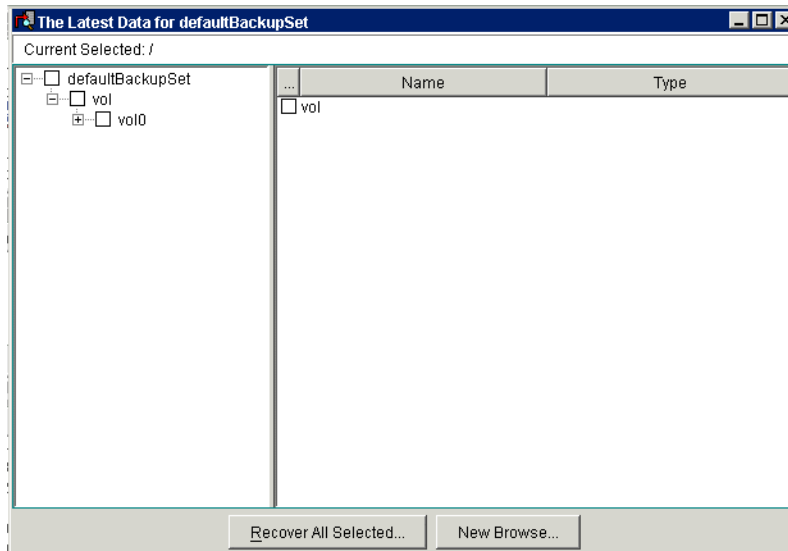 The Latest Data for defaultBackupSet
Current Selected: /
defaultBackupSet
vol
vol0
... Name Type
vol
Recover All Selected... New Browse...